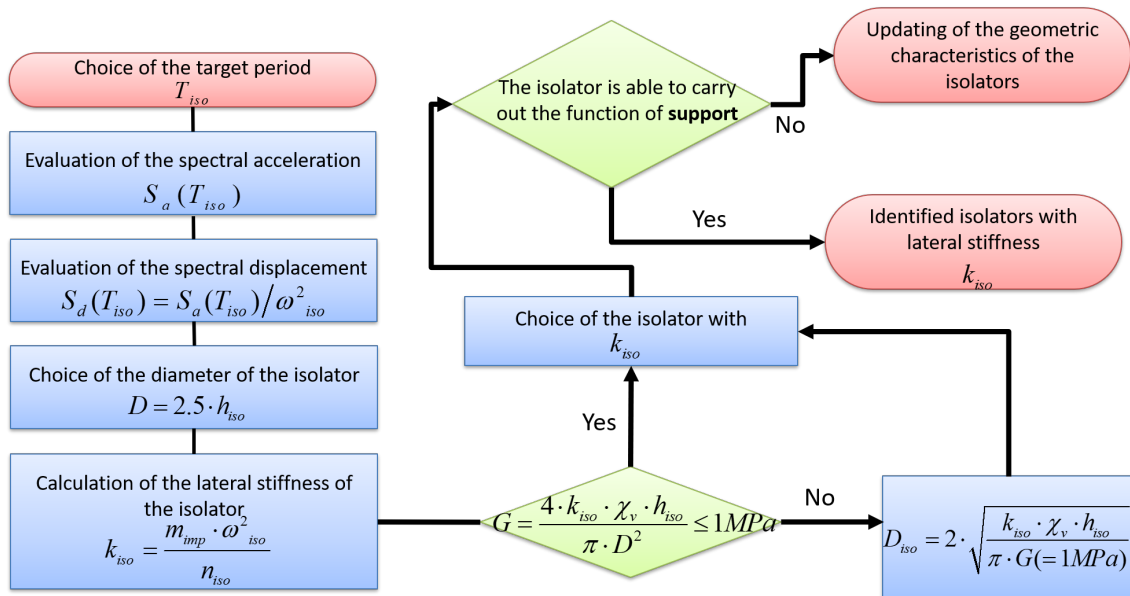 Choice of the target period
T_iso
Evaluation of the spectral acceleration
S_a(T_iso)
Evaluation of the spectral displacement
S_d(T_iso) = S_a(T_iso)/ω²_iso
Choice of the diameter of the isolator
D = 2.5·h_iso
Calculation of the lateral stiffness of
the isolator
k_iso = m_imp·ω²_iso / n_iso
G = 4·k_iso·χ_v·h_iso / π·D² ≤ 1MPa
Yes
No
D_iso = 2·√(k_iso·χ_v·h_iso / π·G(=1MPa))
Choice of the isolator with
k_iso
The isolator is able to carry
out the function of support
No
Updating of the geometric
characteristics of the
isolators
Yes
Identified isolators with
lateral stiffness
k_iso